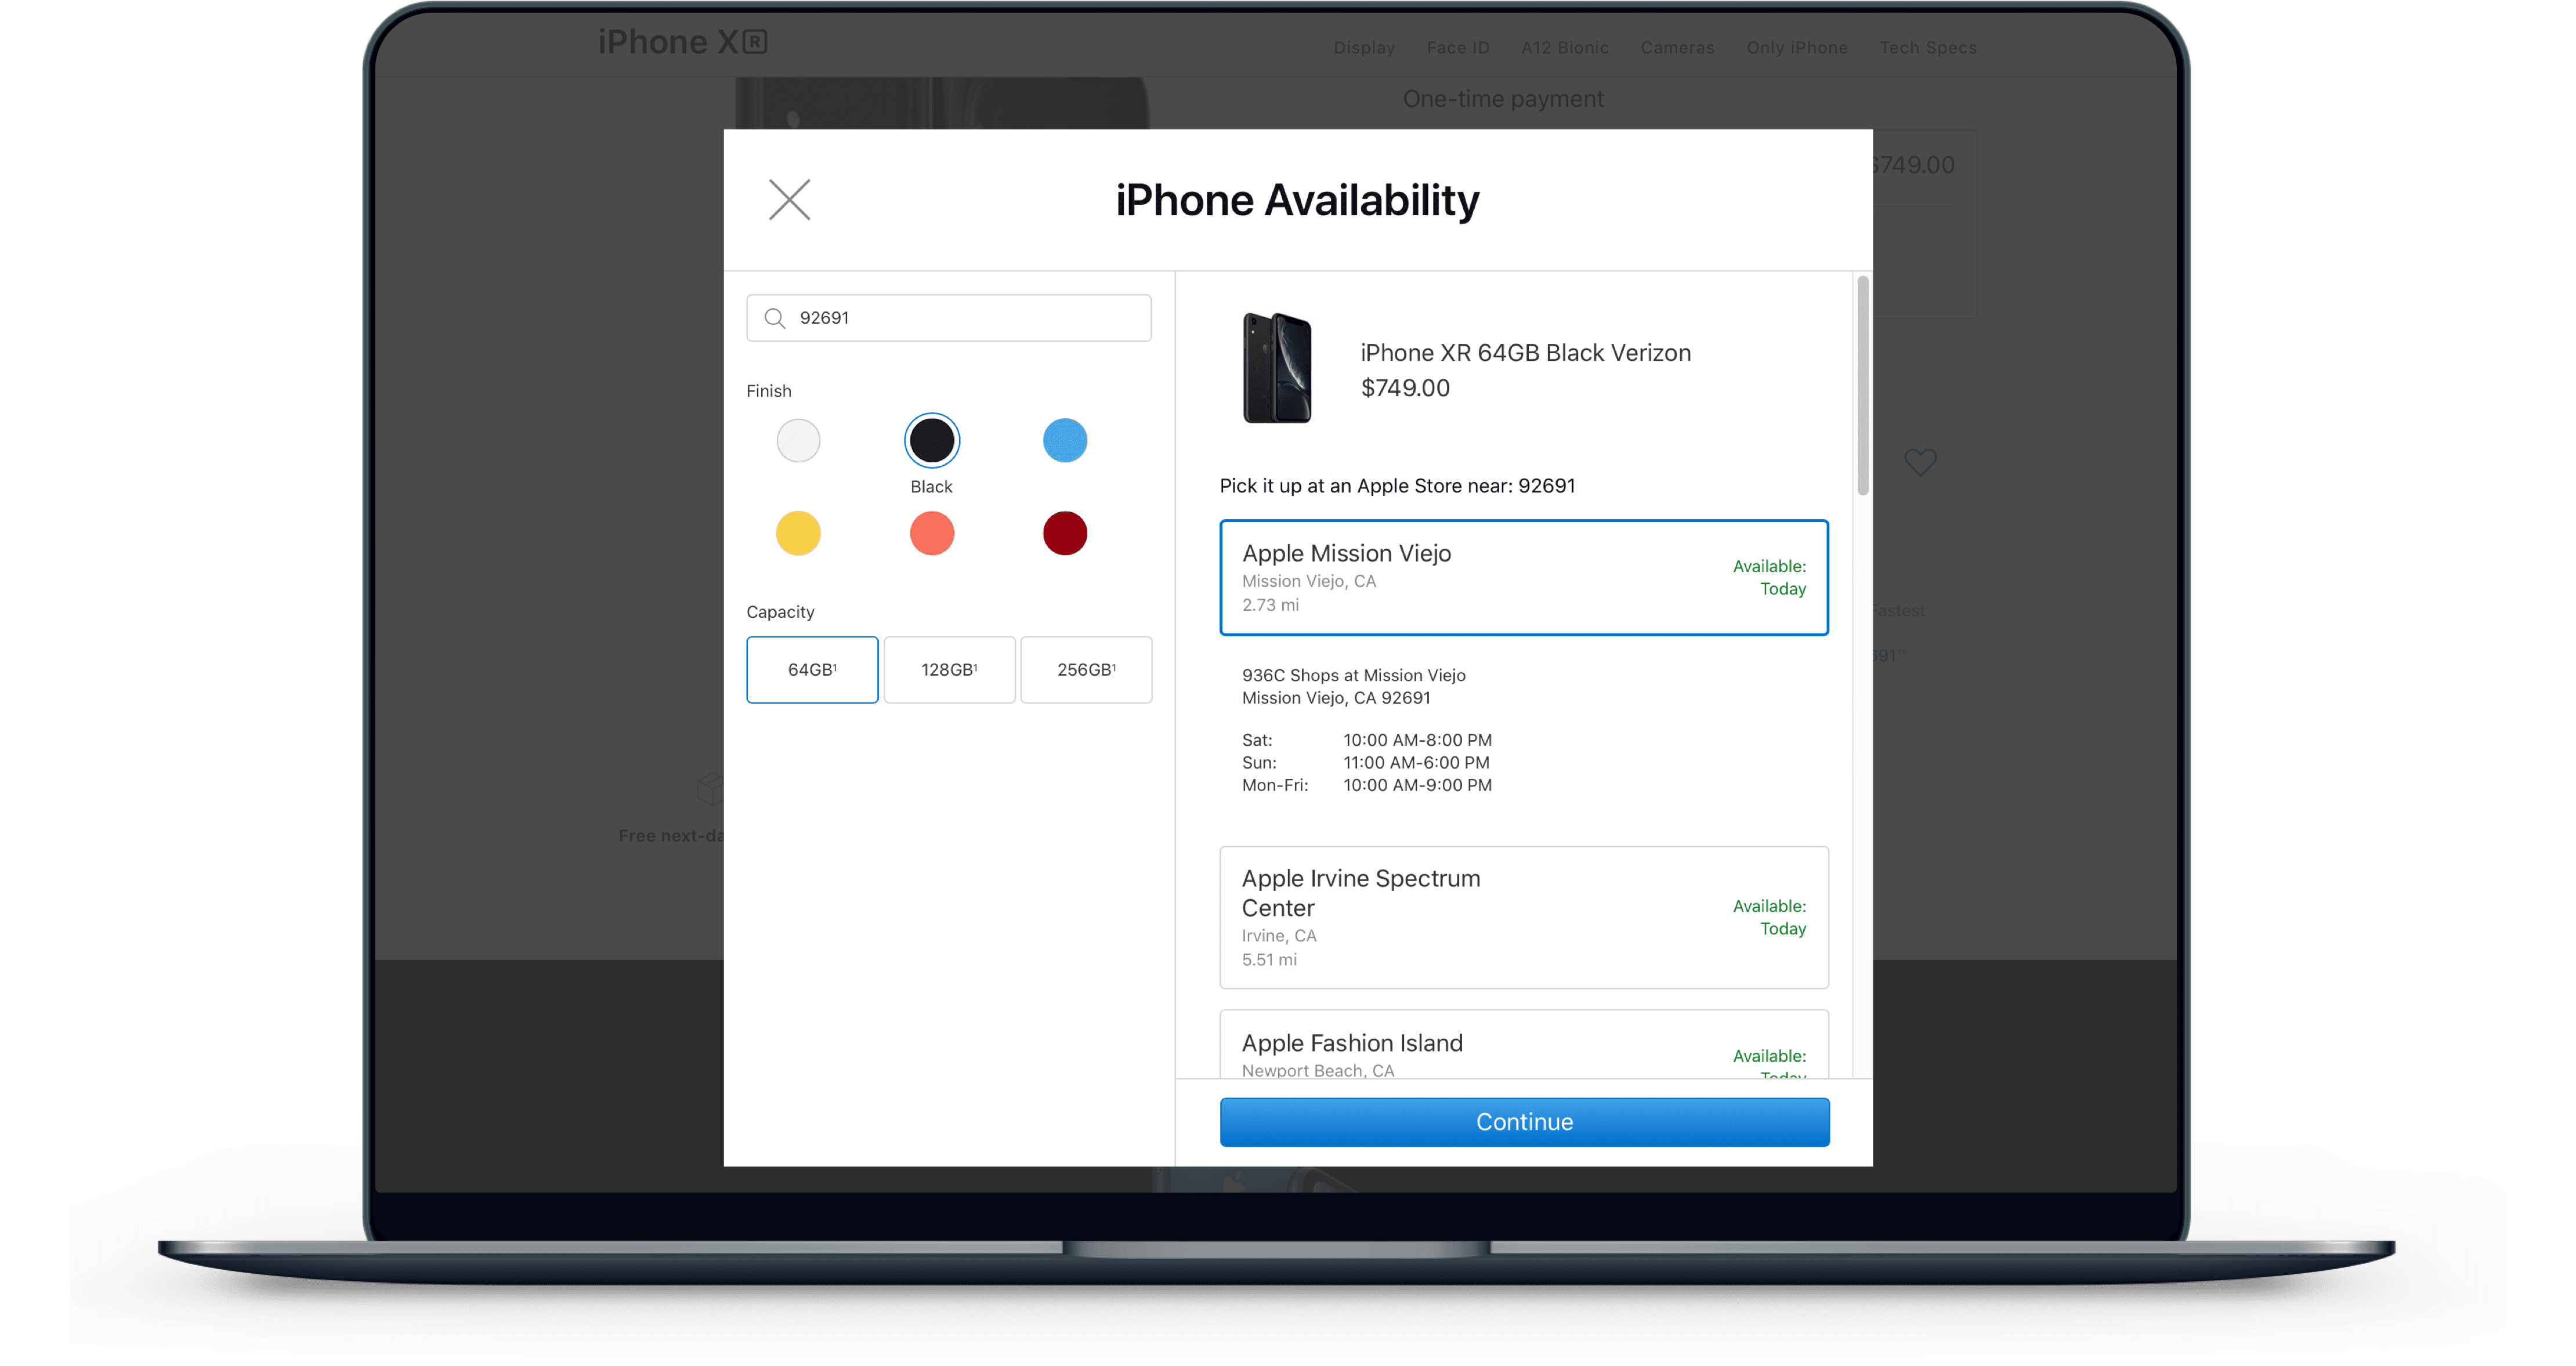 iPhone XR
Display Face ID A12 Bionic Cameras Only iPhone Tech Specs
One-time payment
$749.00
iPhone Availability
92691
Finish
Black
Capacity
64GB¹ 128GB¹ 256GB¹
iPhone XR 64GB Black Verizon
$749.00
Pick it up at an Apple Store near: 92691
Apple Mission Viejo
Mission Viejo, CA
2.73 mi
Available:
Today
936C Shops at Mission Viejo
Mission Viejo, CA 92691
Sat: 10:00 AM-8:00 PM
Sun: 11:00 AM-6:00 PM
Mon-Fri: 10:00 AM-9:00 PM
Apple Irvine Spectrum
Center
Irvine, CA
5.51 mi
Available:
Today
Apple Fashion Island
Newport Beach, CA
Available:
Today
Continue
Fastest
Free next-da